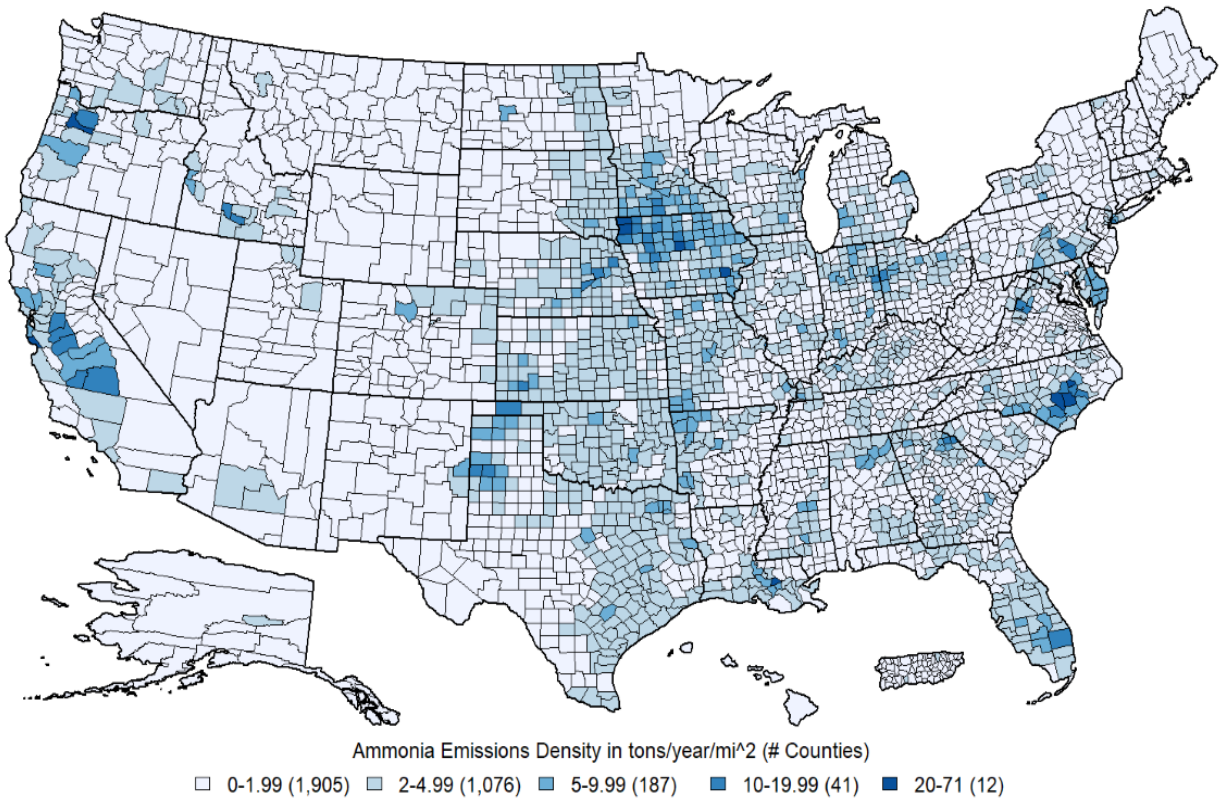 Ammonia Emissions Density in tons/year/mi^2 (# Counties)
0-1.99 (1,905) 2-4.99 (1,076) 5-9.99 (187) 10-19.99 (41) 20-71 (12)